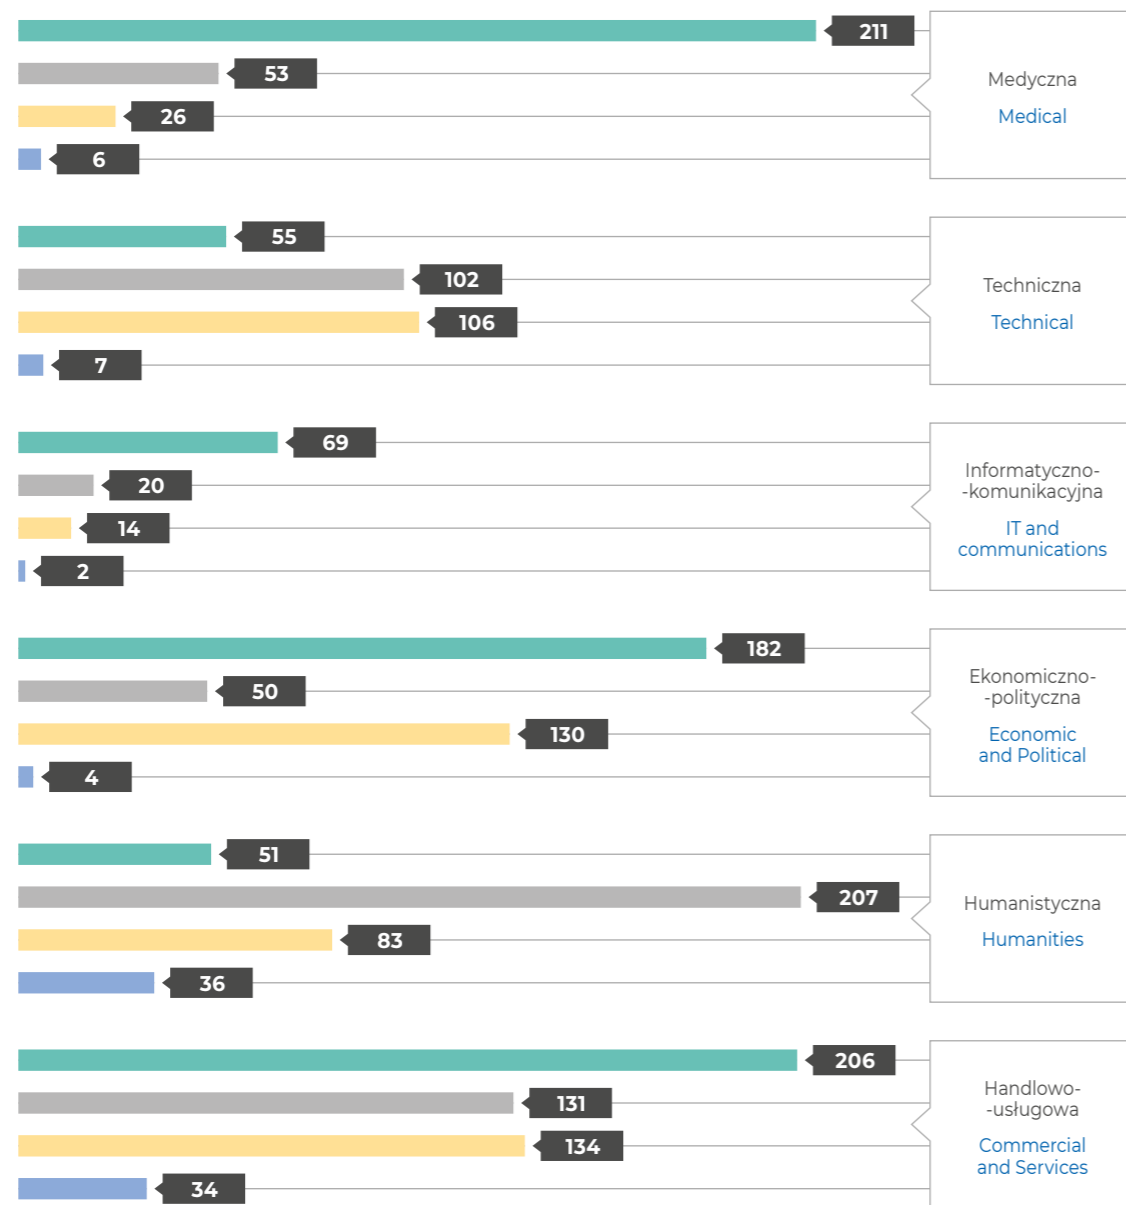 211
53
26
6
Medyczna
Medical
55
102
106
7
Techniczna
Technical
69
20
14
2
Informatyczno-
-komunikacyjna
IT and
communications
182
50
130
4
Ekonomiczno-
-polityczna
Economic
and Political
51
207
83
36
Humanistyczna
Humanities
206
131
134
34
Handlowo-
-usługowa
Commercial
and Services